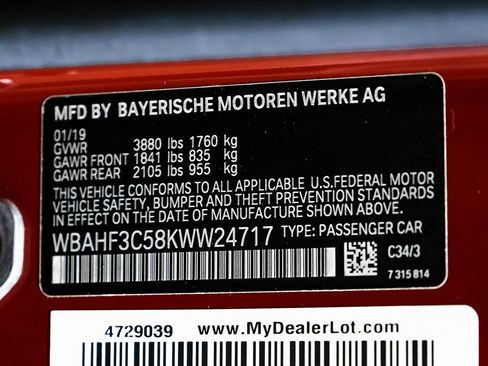 MFD BY BAYERISCHE MOTOREN WERKE AG
01/19
GVWR 3880 lbs 1760 kg
GAWR FRONT 1841 lbs 835 kg
GAWR REAR 2105 lbs 955 kg
THIS VEHICLE CONFORMS TO ALL APPLICABLE U.S.FEDERAL MOTOR
VEHICLE SAFETY, BUMPER AND THEFT PREVENTION STANDARDS
IN EFFECT ON THE DATE OF MANUFACTURE SHOWN ABOVE.
WBAHF3C58KWW24717 TYPE: PASSENGER CAR
C34/3
7 315 814
4729039 www.MyDealerLot.com